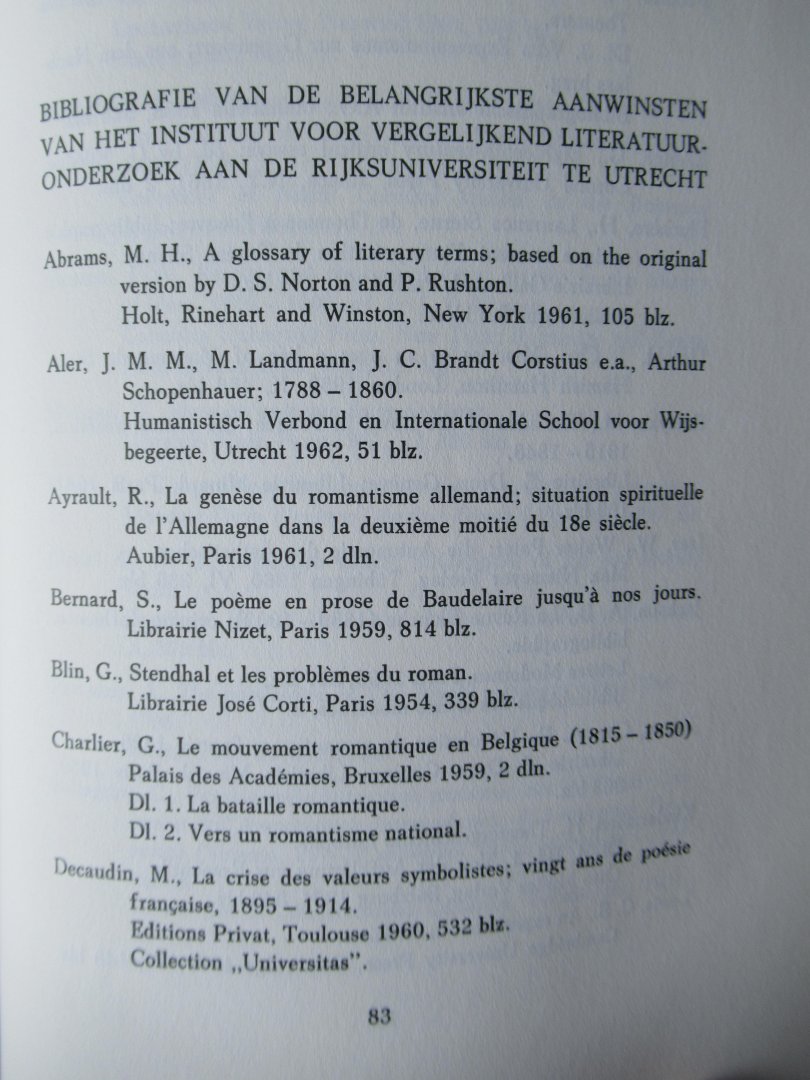 BIBLIOGRAFIE VAN DE BELANGRIJKSTE AANWINSTEN
VAN HET INSTITUUT VOOR VERGELIJKEND LITERATUUR-
ONDERZOEK AAN DE RIJKSUNIVERSITEIT TE UTRECHT
Abrams, M. H., A glossary of literary terms; based on the original
version by D. S. Norton and P. Rushton.
Holt, Rinehart and Winston, New York 1961, 105 blz.
Aler, J. M. M., M. Landmann, J. C. Brandt Corstius e.a., Arthur
Schopenhauer; 1788 – 1860.
Humanistisch Verbond en Internationale School voor Wijs-
begeerte, Utrecht 1962, 51 blz.
Ayrault, R., La genèse du romantisme allemand; situation spirituelle
de l'Allemagne dans la deuxième moitié du 18e siècle.
Aubier, Paris 1961, 2 dln.
Bernard, S., Le poème en prose de Baudelaire jusqu'à nos jours.
Librairie Nizet, Paris 1959, 814 blz.
Blin, G., Stendhal et les problèmes du roman.
Librairie José Corti, Paris 1954, 339 blz.
Charlier, G., Le mouvement romantique en Belgique (1815 – 1850)
Palais des Académies, Bruxelles 1959, 2 dln.
Dl. 1. La bataille romantique.
Dl. 2. Vers un romantisme national.
Decaudin, M., La crise des valeurs symbolistes; vingt ans de poésie
française, 1895 – 1914.
Editions Privat, Toulouse 1960, 532 blz.
Collection „Universitas".
83